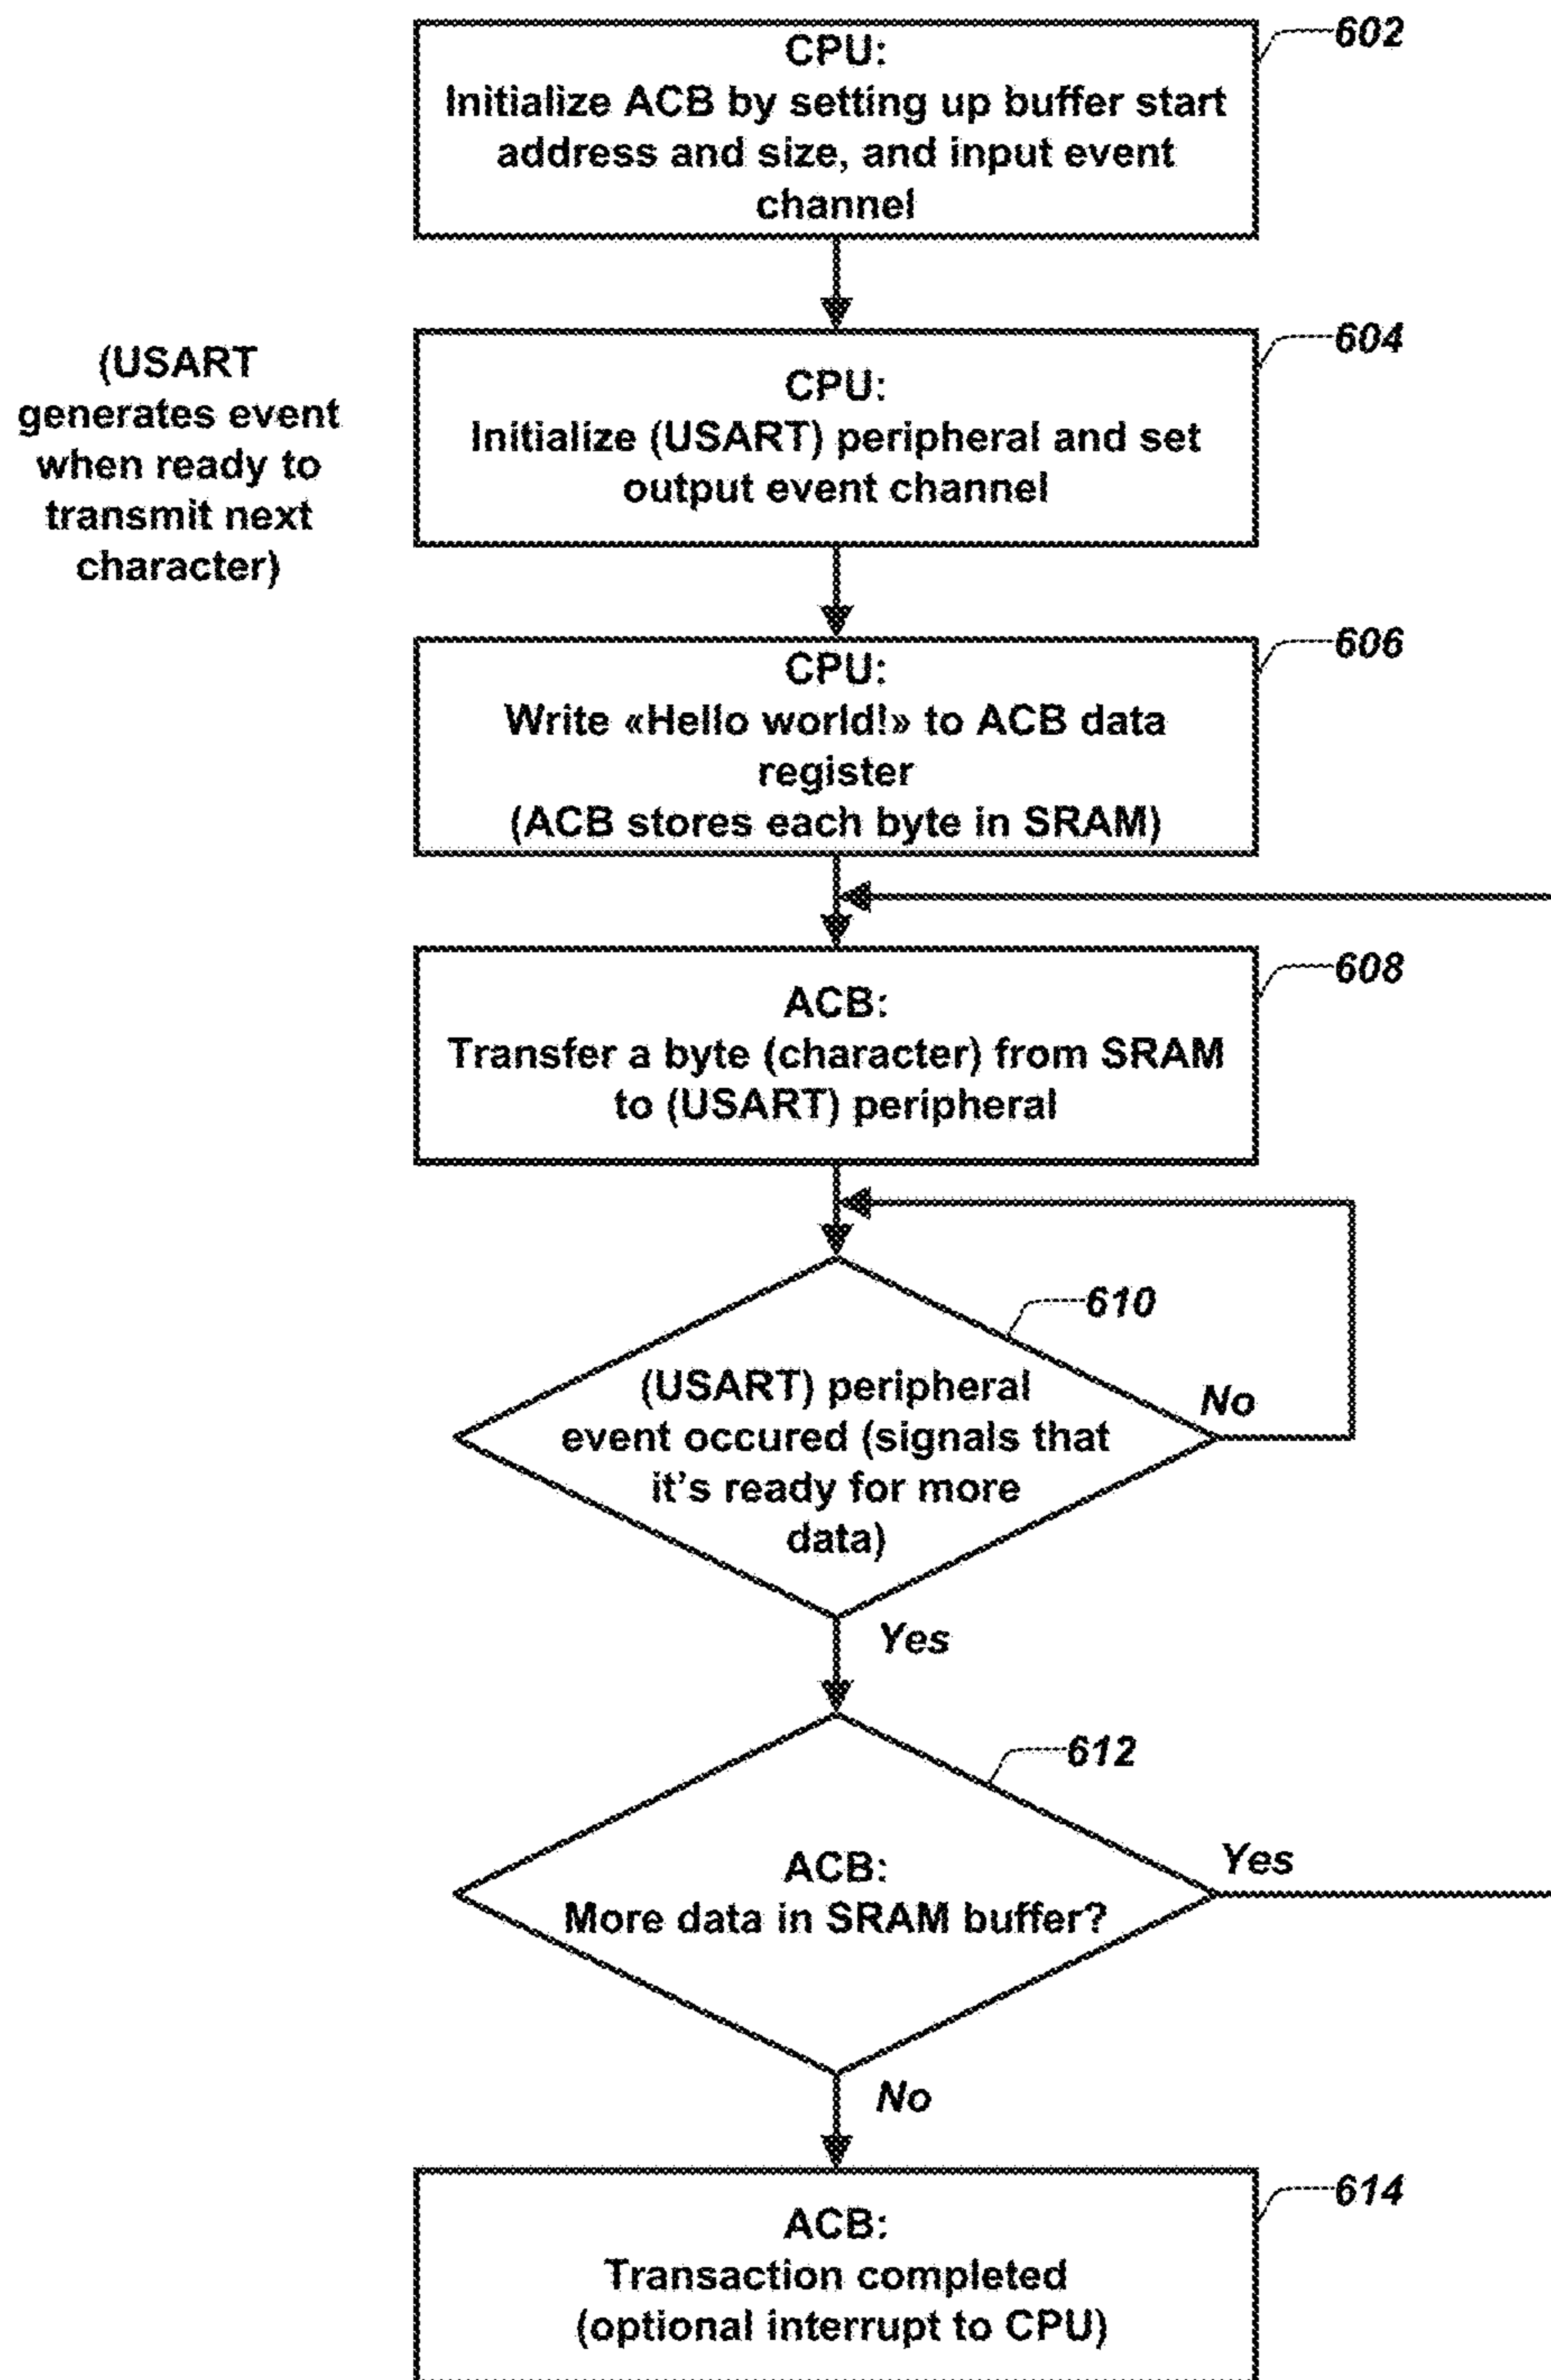 CPU:
Initialize ACB by setting up buffer start
address and size, and input event
channel
602
(USART
generates event
when ready to
transmit next
character)
CPU:
Initialize (USART) peripheral and set
output event channel
604
CPU:
Write «Hello world!» to ACB data
register
(ACB stores each byte in SRAM)
606
ACB:
Transfer a byte (character) from SRAM
to (USART) peripheral
608
610
(USART) peripheral
event occured (signals that
it's ready for more
data)
No
Yes
612
ACB:
More data in SRAM buffer?
Yes
No
ACB:
Transaction completed
(optional interrupt to CPU)
614